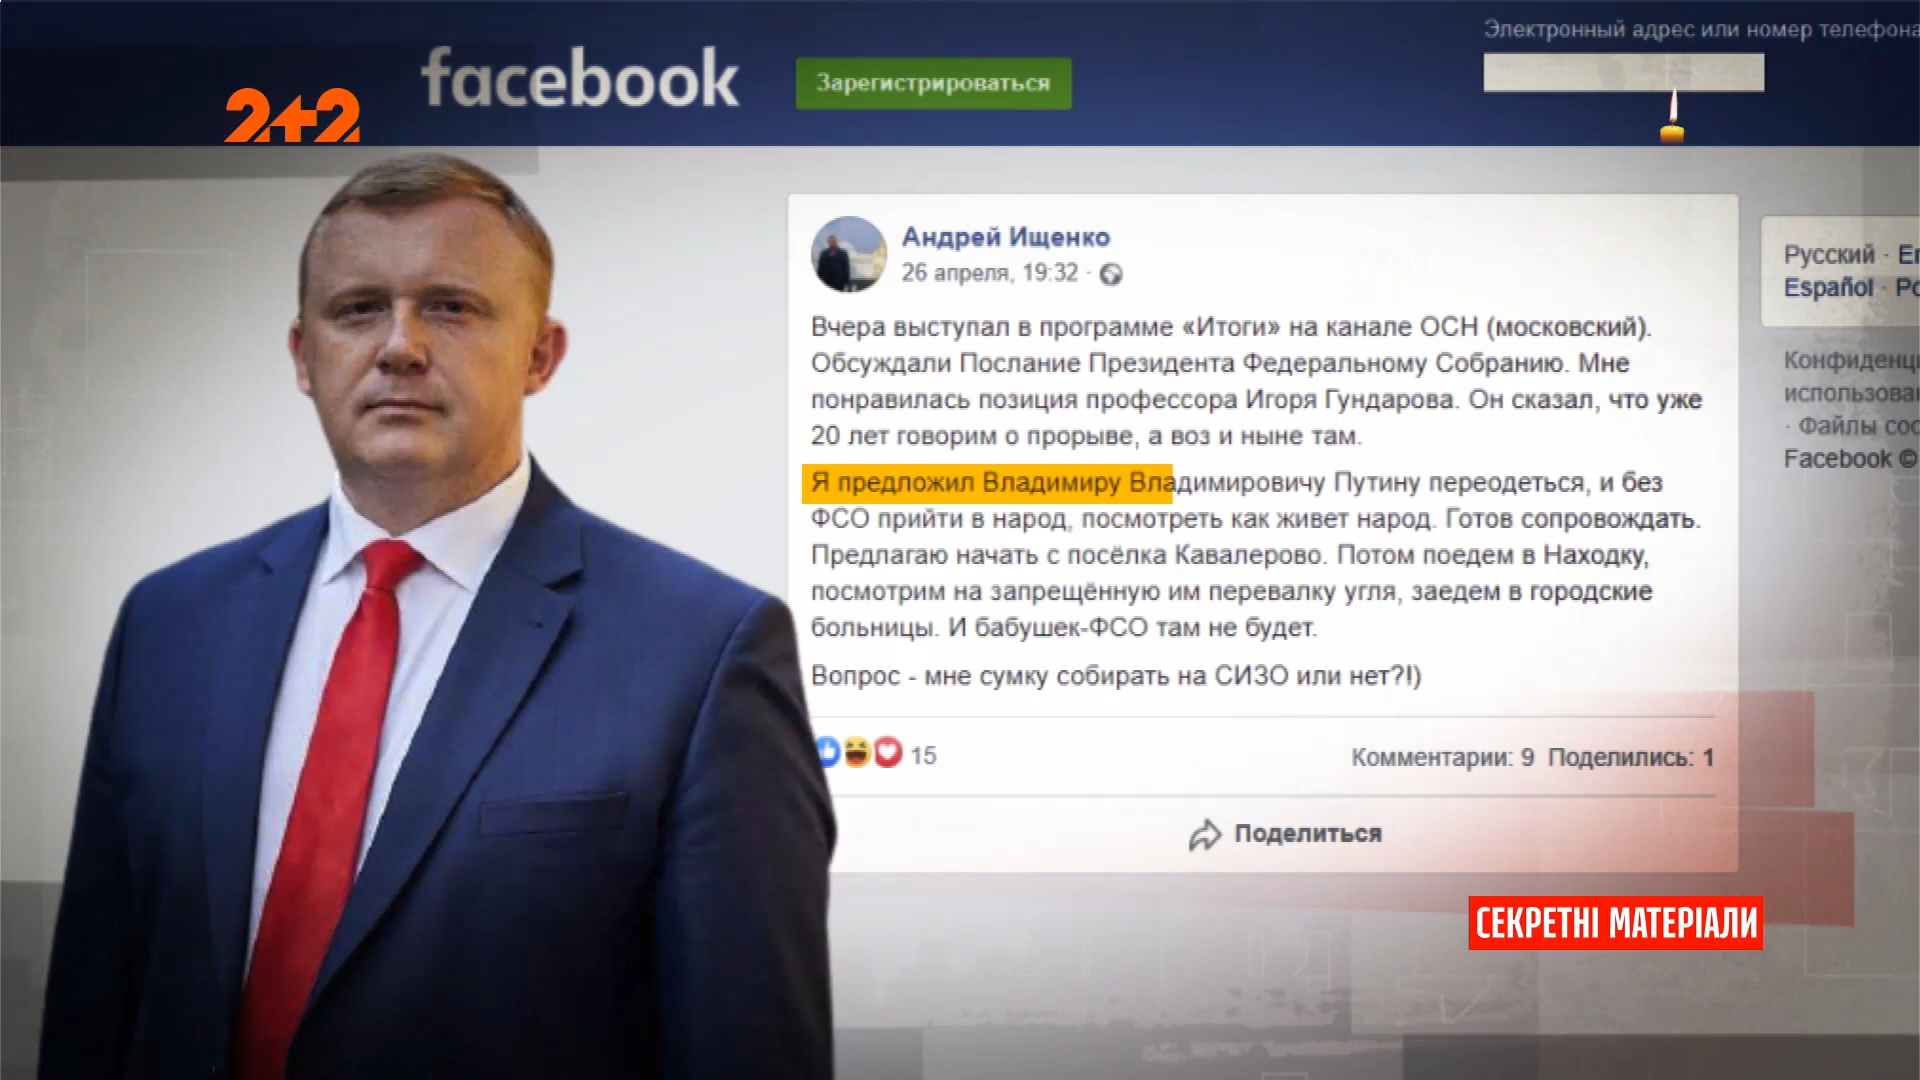 Электронный адрес или номер телефона
facebook
Зарегистрироваться
2+2
Андрей Ищенко
26 апреля, 19:32 ·
Вчера выступал в программе «Итоги» на канале ОСН (московский).
Обсуждали Послание Президента Федеральному Собранию. Мне
понравилась позиция профессора Игоря Гундарова. Он сказал, что уже
20 лет говорим о прорыве, а воз и ныне там.
Я предложил Владимиру Владимировичу Путину переодеться, и без
ФСО прийти в народ, посмотреть как живет народ. Готов сопровождать.
Предлагаю начать с посёлка Кавалерово. Потом поедем в Находку,
посмотрим на запрещённую им перевалку угля, заедем в городские
больницы. И бабушек-ФСО там не будет.
Вопрос - мне сумку собирать на СИЗО или нет?!)
15
Комментарии: 9 Поделились: 1
Поделиться
Русский ·
Español ·
· Файлы
Facebook ©
СЕКРЕТНІ МАТЕРІАЛИ